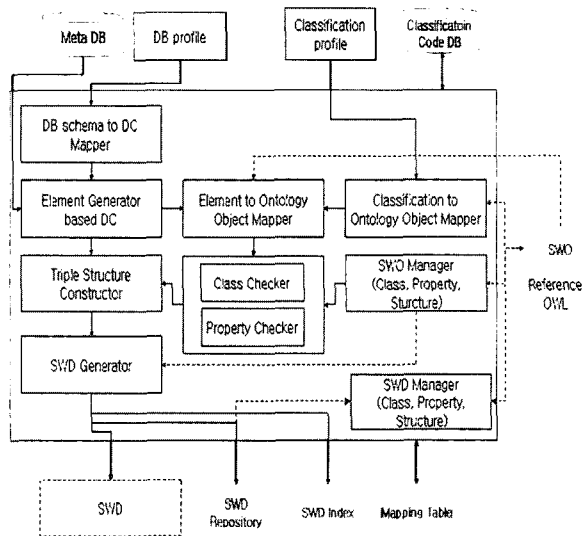 Meta DB
DB profile
Classification
profile
Classificatoin
Code DB
DB schema to DC
Mapper
Element Generator
based DC
Element to Ontology
Object Mapper
Classification to
Ontology Object Mapper
SWO
Reference
OWL
Triple Structure
Constructor
Class Checker
Property Checker
SWO Manager
(Class, Property,
Sturcture)
SWD Generator
SWD Manager
(Class, Property,
Structure)
SWD
SWD
Repository
SWD Index
Mapping Table